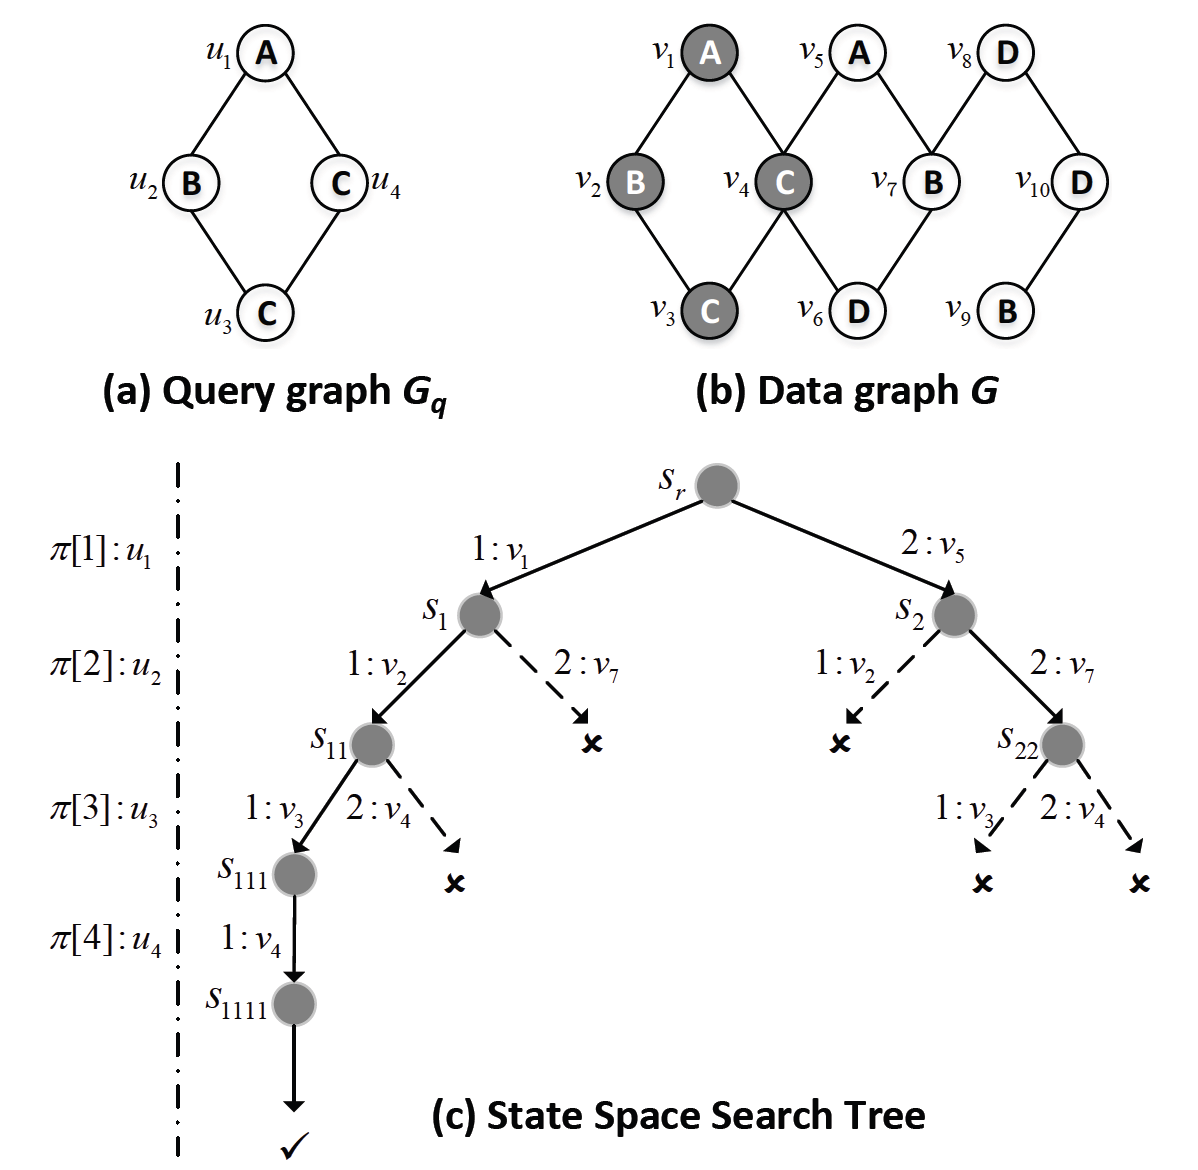 u1 A
u2 B C u4
u3 C
(a) Query graph Gq
v1 A v5 A v8 D
v2 B v4 C v7 B v10 D
v3 C v6 D v9 B
(b) Data graph G
sr
π[1]:u1 1:v1 2:v5
s1 s2
π[2]:u2 1:v2 2:v7 1:v2 2:v7
s11 ✘ ✘ s22
π[3]:u3 1:v3 2:v4 1:v3 2:v4
s111 ✘ ✘ ✘
π[4]:u4 1:v4
s1111
✓
(c) State Space Search Tree